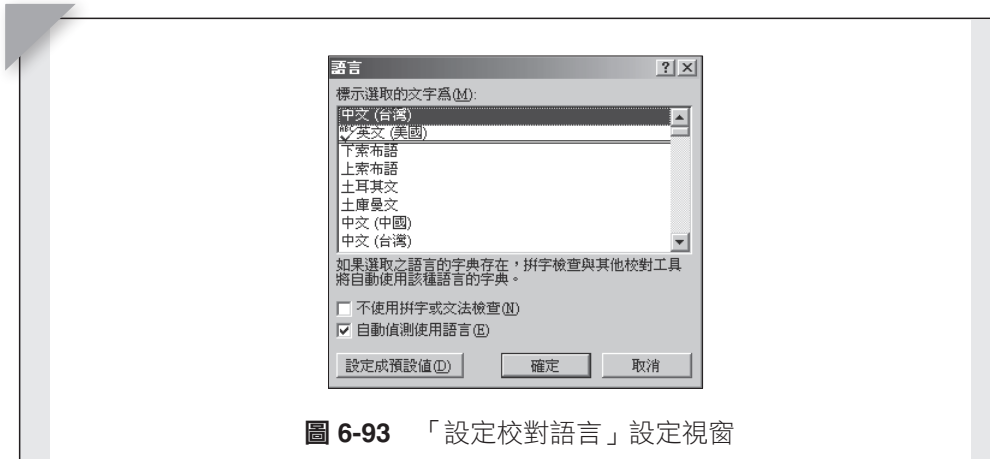 語言
標示選取的文字為(M):
中文 (台灣)
英文 (美國)
下索布語
上索布語
土耳其文
土庫曼文
中文 (中國)
中文 (台灣)
如果選取之語言的字典存在，拼字檢查與其他校對工具
將自動使用該種語言的字典。
不使用拼字或文法檢查(N)
自動偵測使用語言(E)
設定成預設值(D) 確定 取消
圖 6-93 「設定校對語言」設定視窗